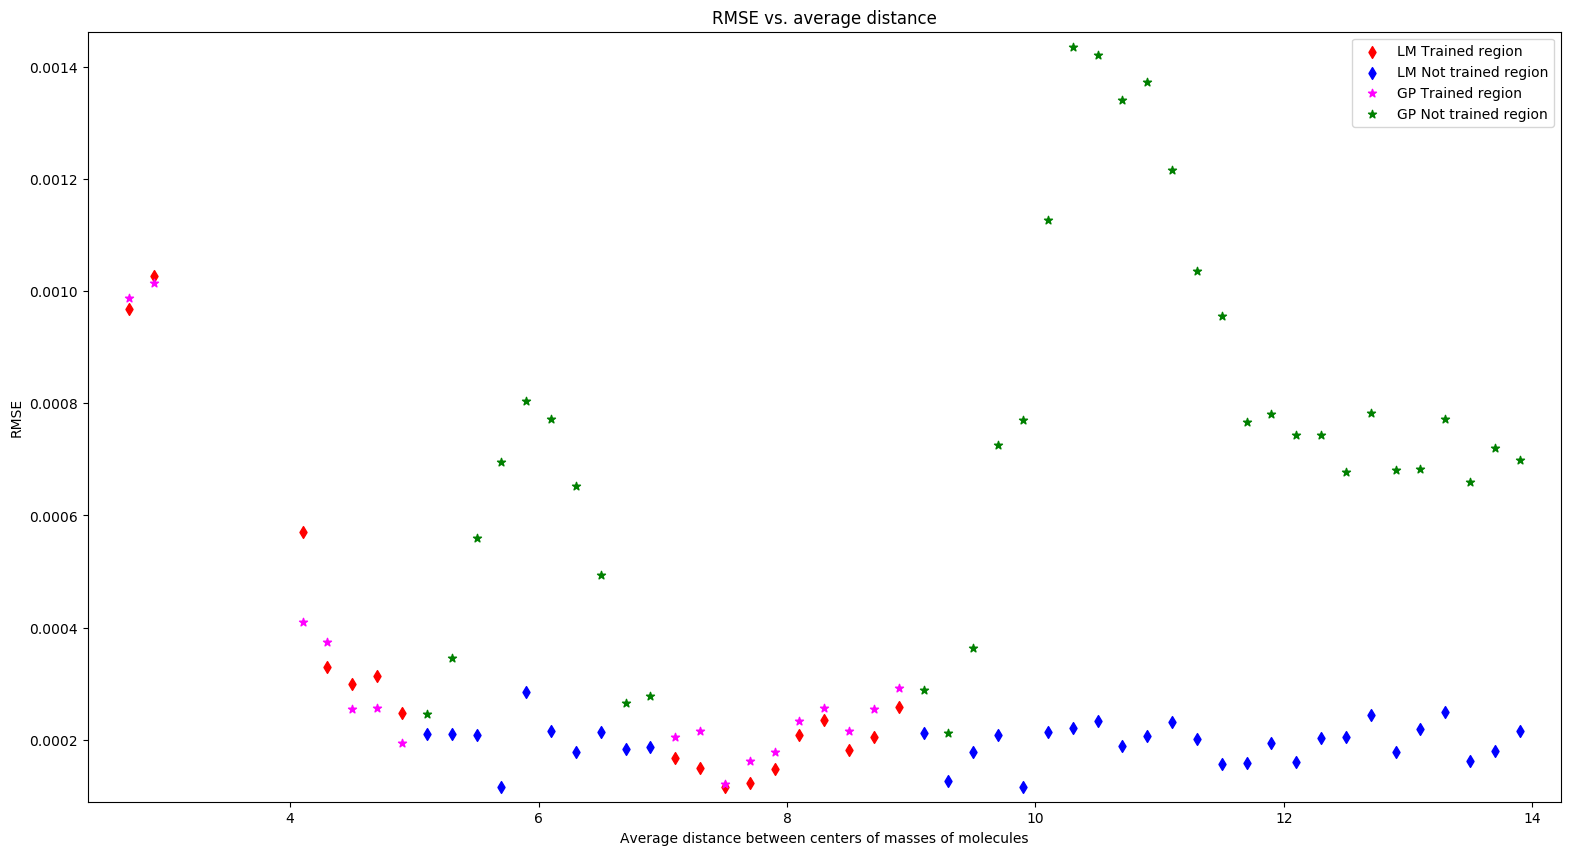 RMSE vs. average distance
LM Trained region
LM Not trained region
GP Trained region
GP Not trained region
RMSE
0.0014
0.0012
0.0010
0.0008
0.0006
0.0004
0.0002
4 6 8 10 12 14
Average distance between centers of masses of molecules